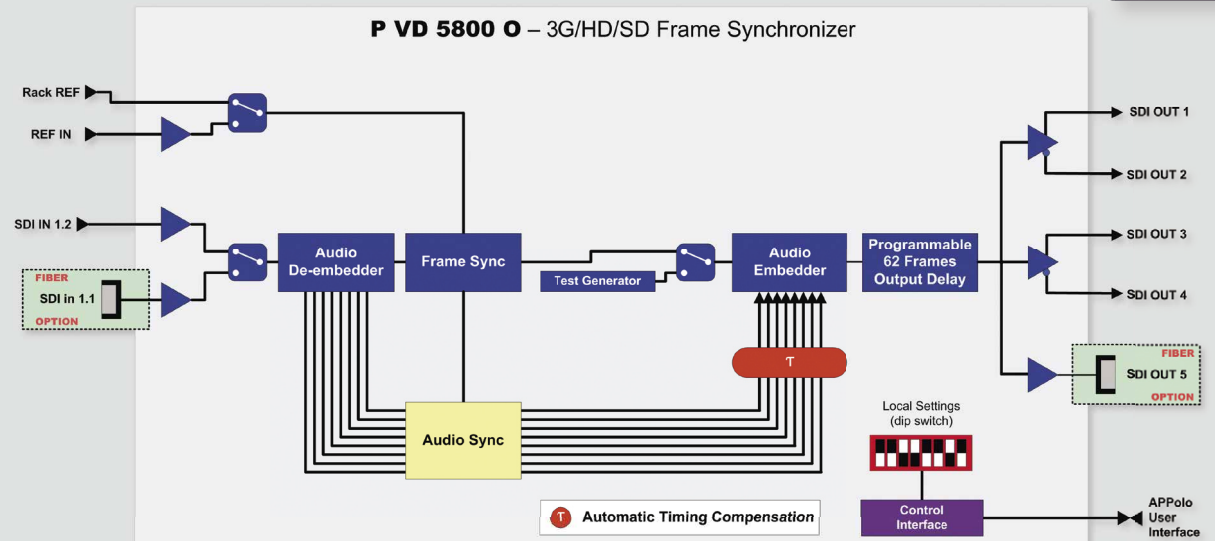 P VD 5800 O – 3G/HD/SD Frame Synchronizer
Rack REF
REF IN
SDI IN 1.2
FIBER
SDI in 1.1
OPTION
Audio
De-embedder
Frame Sync
Test Generator
Audio
Embedder
Programmable
62 Frames
Output Delay
SDI OUT 1
SDI OUT 2
SDI OUT 3
SDI OUT 4
FIBER
SDI OUT 5
OPTION
T
Audio Sync
Local Settings
(dip switch)
T
Automatic Timing Compensation
Control
Interface
APPolo
User
Interface